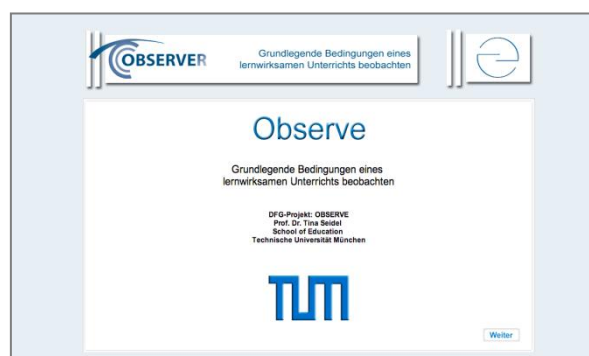 OBSERVER
Grundlegende Bedingungen eines
lernwirksamen Unterrichts beobachten
Observe
Grundlegende Bedingungen eines
lernwirksamen Unterrichts beobachten
DFG-Projekt: OBSERVE
Prof. Dr. Tina Seidel
School of Education
Technische Universität München
TUM
Weiter